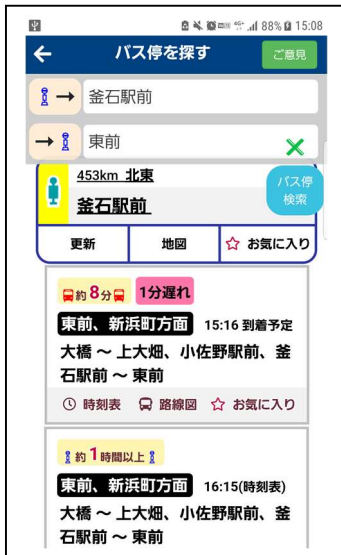 88% 15:08
バス停を探す ご意見
釜石駅前
東前
453km 北東
バス停
検索
釜石駅前
更新 地図 お気に入り
約8分 1分遅れ
東前、新浜町方面 15:16 到着予定
大橋 ～ 上大畑、小佐野駅前、釜
石駅前 ～ 東前
時刻表 路線図 お気に入り
約1時間以上
東前、新浜町方面 16:15(時刻表)
大橋 ～ 上大畑、小佐野駅前、釜
石駅前 ～ 東前